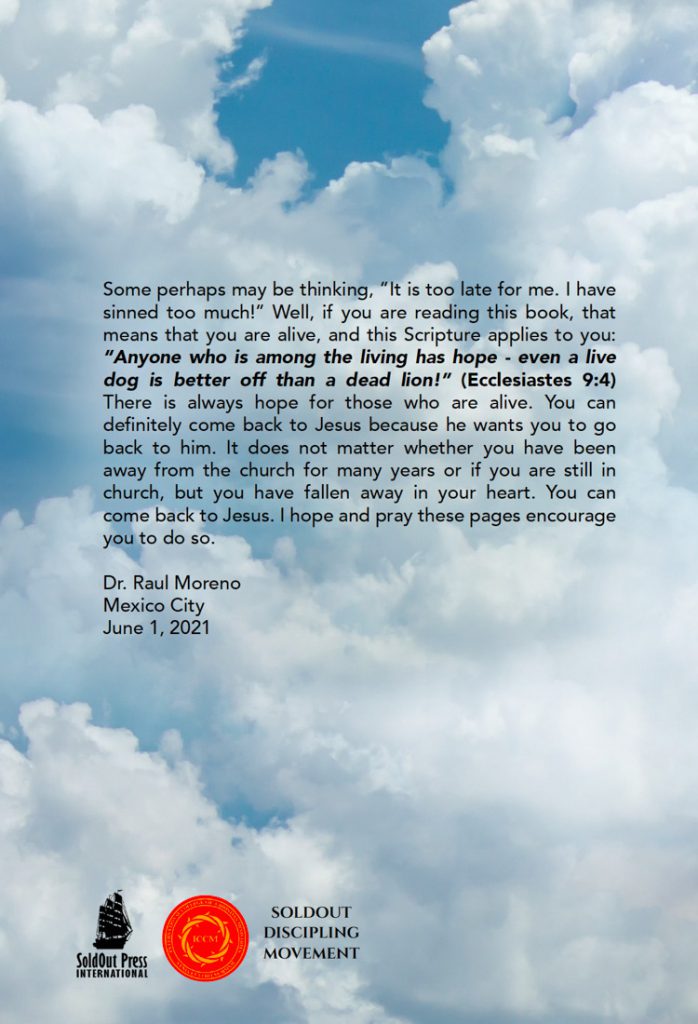 Some perhaps may be thinking, “It is too late for me. I have
sinned too much!” Well, if you are reading this book, that
means that you are alive, and this Scripture applies to you:
“Anyone who is among the living has hope - even a live
dog is better off than a dead lion!” (Ecclesiastes 9:4)
There is always hope for those who are alive. You can
definitely come back to Jesus because he wants you to go
back to him. It does not matter whether you have been
away from the church for many years or if you are still in
church, but you have fallen away in your heart. You can
come back to Jesus. I hope and pray these pages encourage
you to do so.
Dr. Raul Moreno
Mexico City
June 1, 2021
SoldOut Press
INTERNATIONAL
ICCM
SOLDOUT
DISCIPLING
MOVEMENT